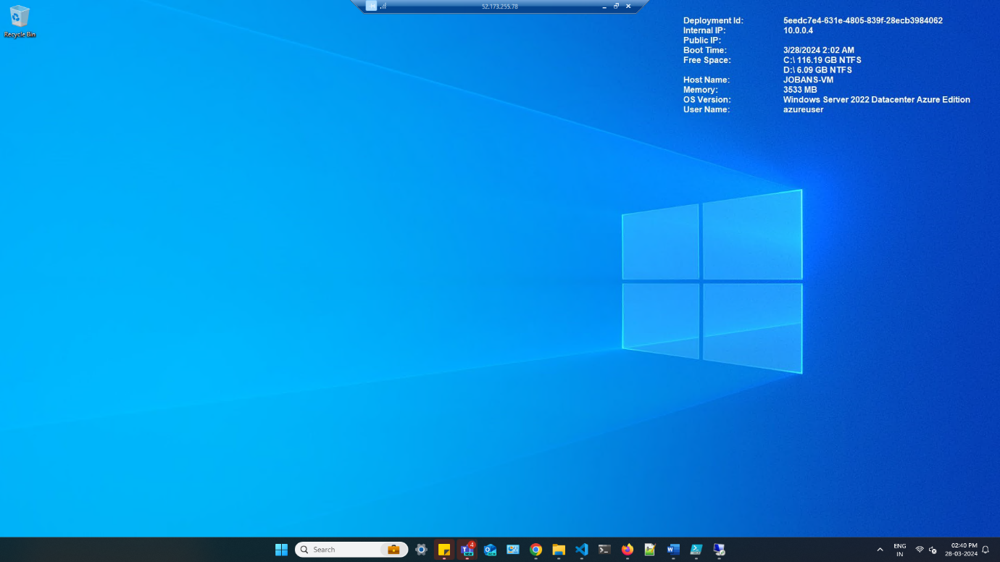 52.173.255.78
Recycle Bin
Deployment Id: 5eedc7e4-631e-4805-839f-28ecb3984062
Internal IP: 10.0.0.4
Public IP:
Boot Time: 3/28/2024 2:02 AM
Free Space: C:\ 116.19 GB NTFS
D:\ 6.09 GB NTFS
Host Name: JOBANS-VM
Memory: 3533 MB
OS Version: Windows Server 2022 Datacenter Azure Edition
User Name: azureuser
Search
4
ENG
IN
02:40 PM
28-03-2024